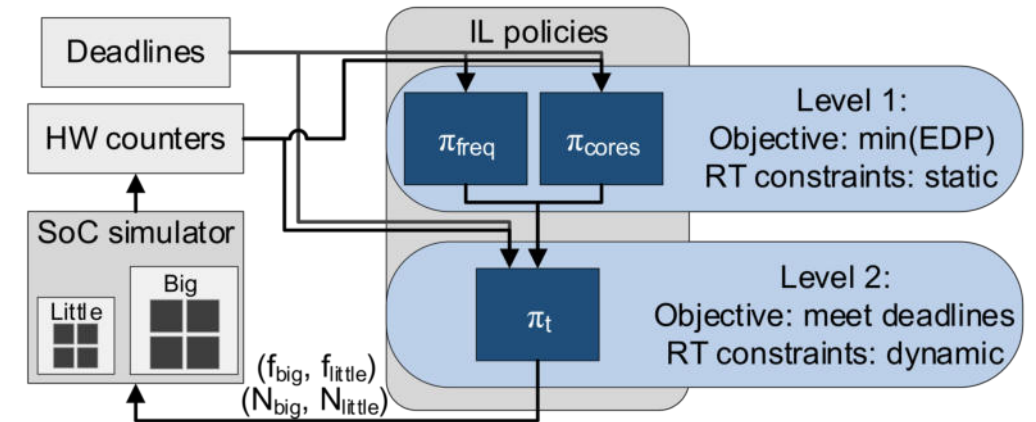 IL policies
Deadlines
HW counters
SoC simulator
Little
Big
πfreq
πcores
Level 1:
Objective: min(EDP)
RT constraints: static
πt
Level 2:
Objective: meet deadlines
RT constraints: dynamic
(fbig, flittle)
(Nbig, Nlittle)